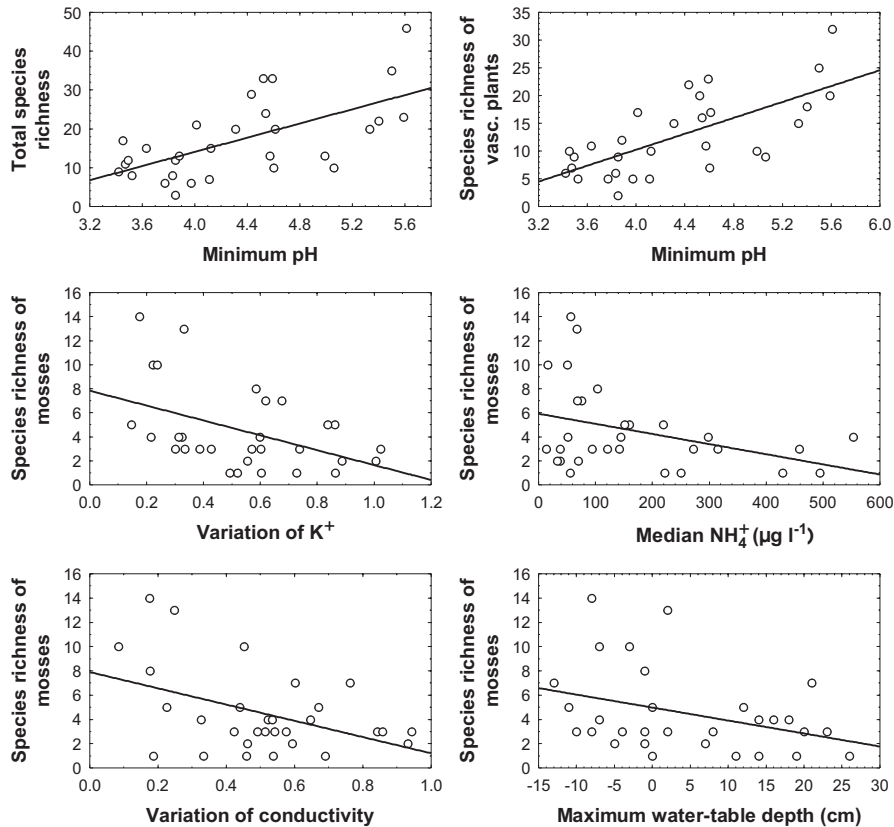 Total species
richness
50
40
30
20
10
0
3.2 3.6 4.0 4.4 4.8 5.2 5.6
Minimum pH
Species richness of
vasc. plants
35
30
25
20
15
10
5
0
3.2 3.6 4.0 4.4 4.8 5.2 5.6 6.0
Minimum pH
Species richness of
mosses
16
14
12
10
8
6
4
2
0
0.0 0.2 0.4 0.6 0.8 1.0 1.2
Variation of K⁺
Species richness of
mosses
16
14
12
10
8
6
4
2
0
0 100 200 300 400 500 600
Median NH₄⁺ (µg l⁻¹)
Species richness of
mosses
16
14
12
10
8
6
4
2
0
0.0 0.2 0.4 0.6 0.8 1.0
Variation of conductivity
Species richness of
mosses
16
14
12
10
8
6
4
2
0
-15 -10 -5 0 5 10 15 20 25 30
Maximum water-table depth (cm)